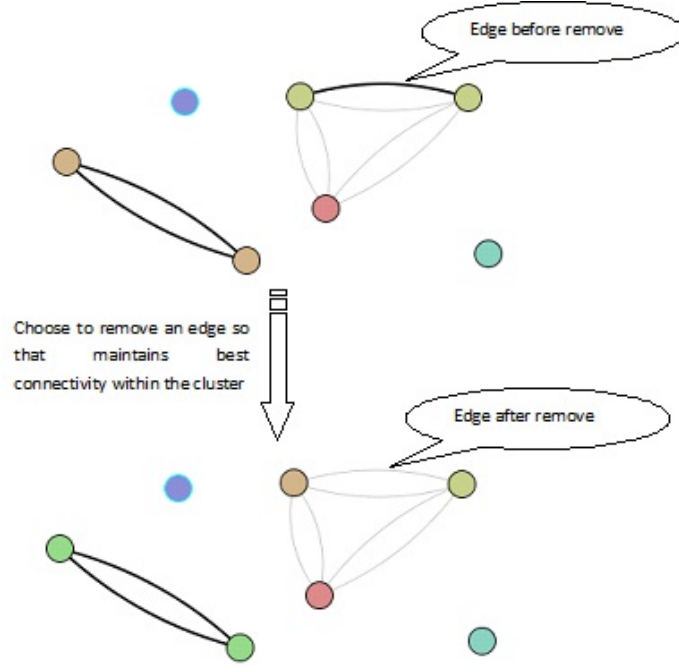 Edge before remove
Choose to remove an edge so
that maintains best
connectivity within the cluster
Edge after remove